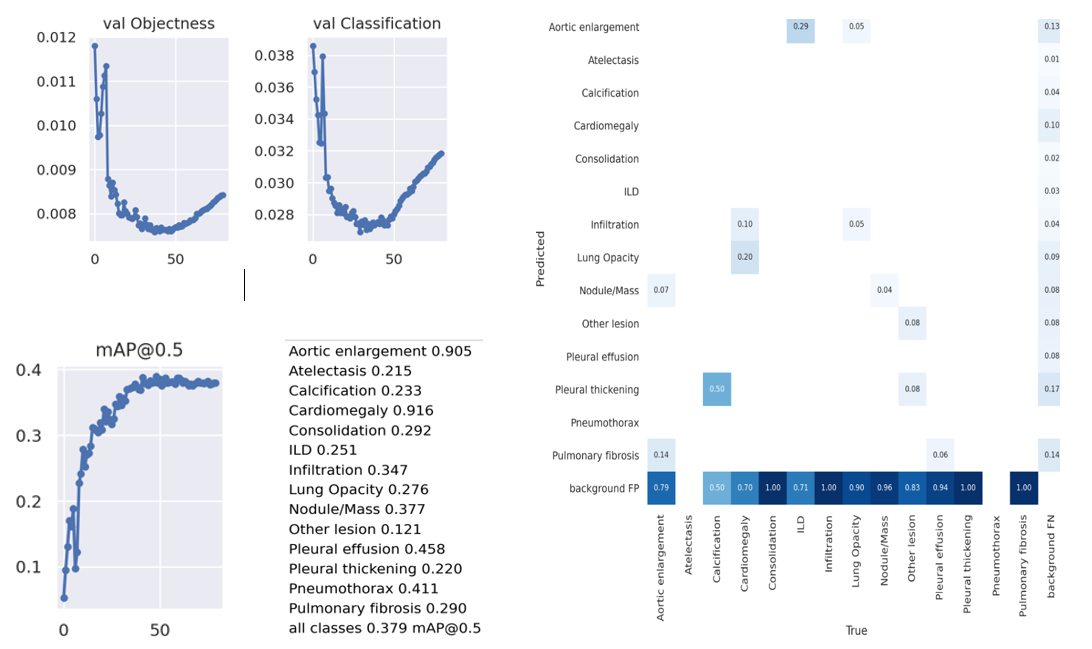 val Objectness
0.012
0.011
0.010
0.009
0.008
0 50
val Classification
0.038
0.036
0.034
0.032
0.030
0.028
0 50
mAP@0.5
0.4
0.3
0.2
0.1
0 50
Aortic enlargement 0.905
Atelectasis 0.215
Calcification 0.233
Cardiomegaly 0.916
Consolidation 0.292
ILD 0.251
Infiltration 0.347
Lung Opacity 0.276
Nodule/Mass 0.377
Other lesion 0.121
Pleural effusion 0.458
Pleural thickening 0.220
Pneumothorax 0.411
Pulmonary fibrosis 0.290
all classes 0.379 mAP@0.5
Predicted
Aortic enlargement 0.29 0.05 0.13
Atelectasis 0.01
Calcification 0.04
Cardiomegaly 0.10
Consolidation 0.02
ILD 0.03
Infiltration 0.10 0.05 0.04
Lung Opacity 0.20 0.09
Nodule/Mass 0.07 0.04 0.08
Other lesion 0.08 0.08
Pleural effusion 0.08
Pleural thickening 0.50 0.08 0.17
Pneumothorax
Pulmonary fibrosis 0.14 0.06 0.14
background FP 0.79 0.50 0.70 1.00 0.71 1.00 0.90 0.96 0.83 0.94 1.00 1.00
Aortic enlargement
Atelectasis
Calcification
Cardiomegaly
Consolidation
ILD
Infiltration
Lung Opacity
Nodule/Mass
Other lesion
Pleural effusion
Pleural thickening
Pneumothorax
Pulmonary fibrosis
background FN
True